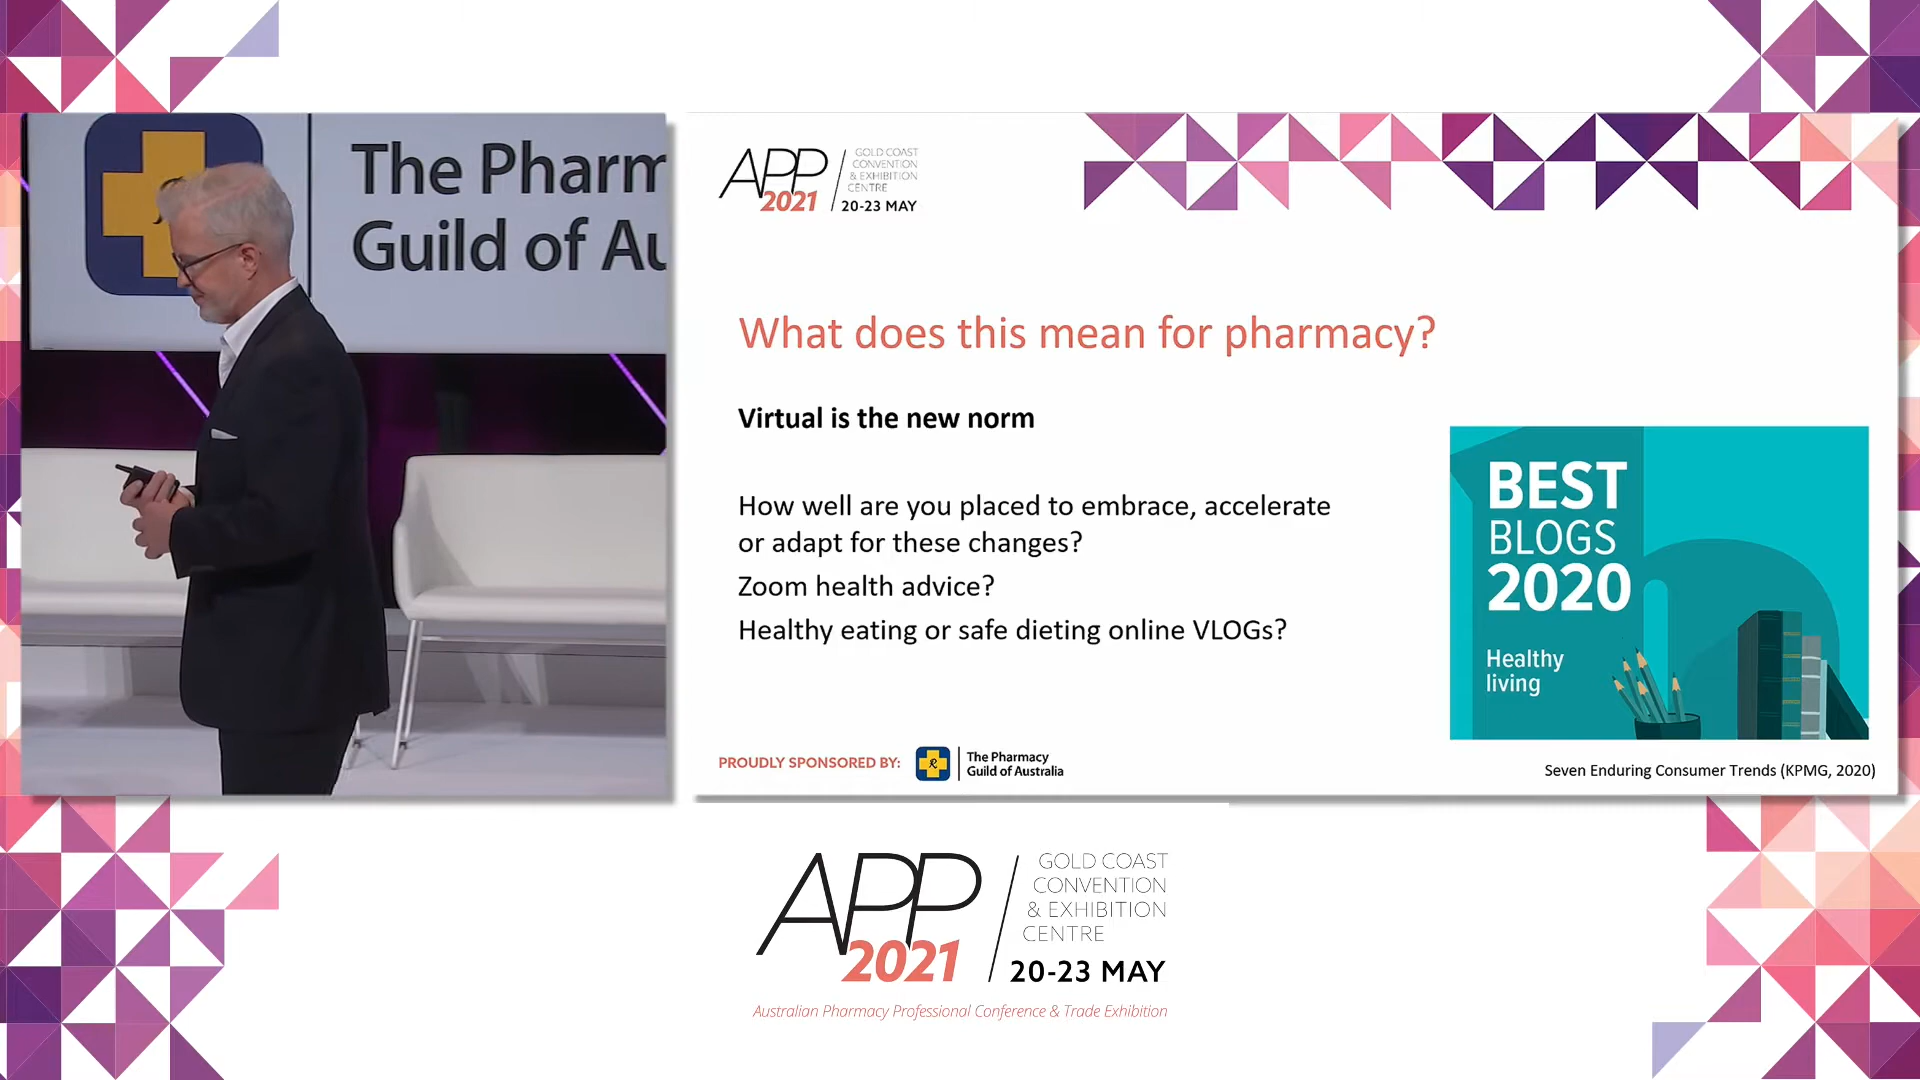 The Pharm
Guild of Au
APP
2021
GOLD COAST
CONVENTION
& EXHIBITION
CENTRE
20-23 MAY
What does this mean for pharmacy?
Virtual is the new norm
How well are you placed to embrace, accelerate
or adapt for these changes?
Zoom health advice?
Healthy eating or safe dieting online VLOGs?
BEST
BLOGS
2020
Healthy
living
PROUDLY SPONSORED BY:
The Pharmacy
Guild of Australia
Seven Enduring Consumer Trends (KPMG, 2020)
APP
2021
GOLD COAST
CONVENTION
& EXHIBITION
CENTRE
20-23 MAY
Australian Pharmacy Professional Conference & Trade Exhibition